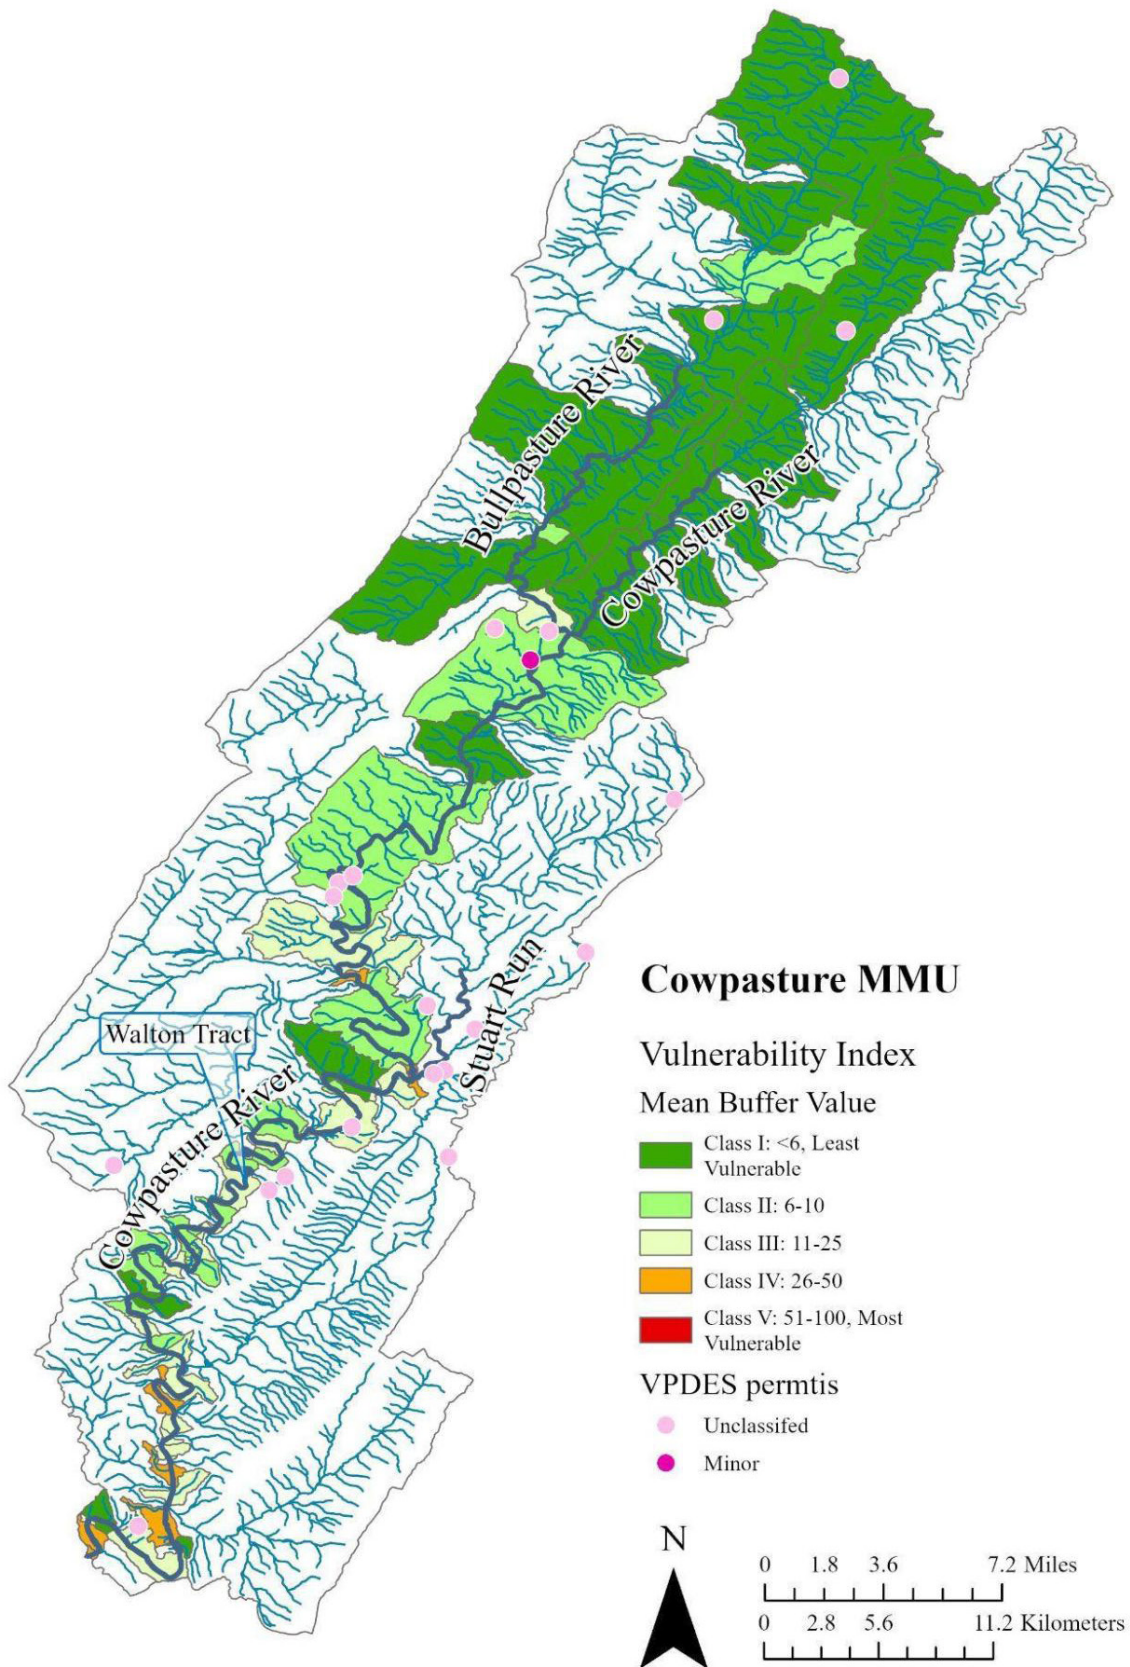 Bullpasture River
Cowpasture River
Stuart Run
Walton Tract
Cowpasture River
Cowpasture MMU
Vulnerability Index
Mean Buffer Value
Class I: <6, Least
Vulnerable
Class II: 6-10
Class III: 11-25
Class IV: 26-50
Class V: 51-100, Most
Vulnerable
VPDES permtis
Unclassifed
Minor
N
0 1.8 3.6 7.2 Miles
0 2.8 5.6 11.2 Kilometers